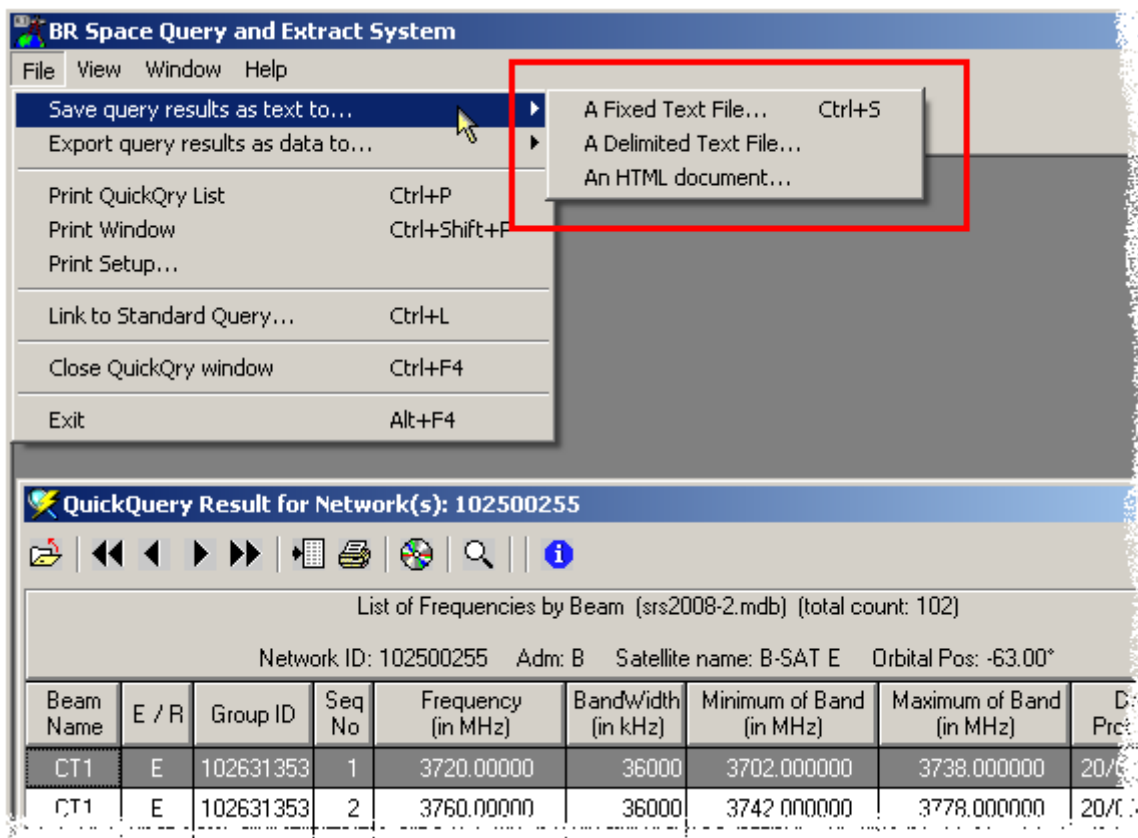 BR Space Query and Extract System
File View Window Help
Save query results as text to...
A Fixed Text File... Ctrl+S
Export query results as data to...
A Delimited Text File...
An HTML document...
Print QuickQry List Ctrl+P
Print Window Ctrl+Shift+P
Print Setup...
Link to Standard Query... Ctrl+L
Close QuickQry window Ctrl+F4
Exit Alt+F4
QuickQuery Result for Network(s): 102500255
List of Frequencies by Beam (srs2008-2.mdb) (total count: 102)
Network ID: 102500255 Adm: B Satellite name: B-SAT E Orbital Pos: -63.00°
Beam Name E / R Group ID Seq No Frequency (in MHz) BandWidth (in kHz) Minimum of Band (in MHz) Maximum of Band (in MHz)
CT1 E 102631353 1 3720.00000 36000 3702.000000 3738.000000
CT1 E 102631353 2 3760.00000 36000 3742.000000 3778.000000